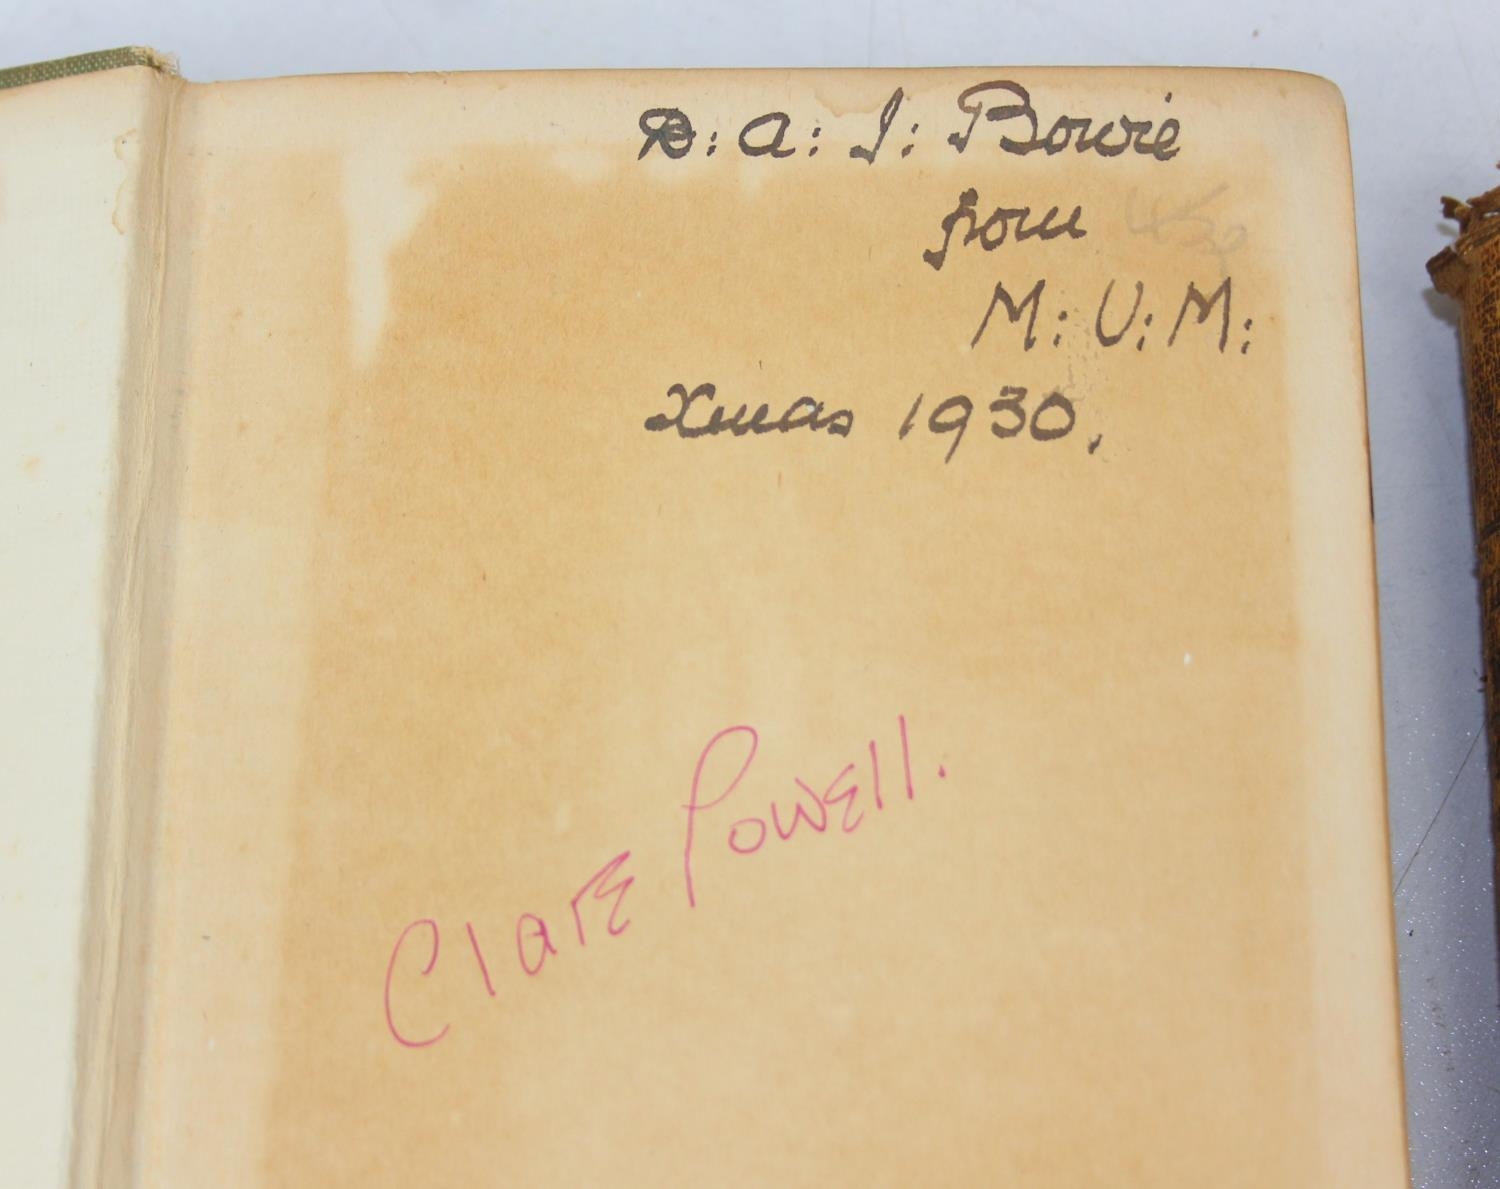 D: A: J: Bowie
from
M: U: M:
Xmas 1930.
Clare Powell.